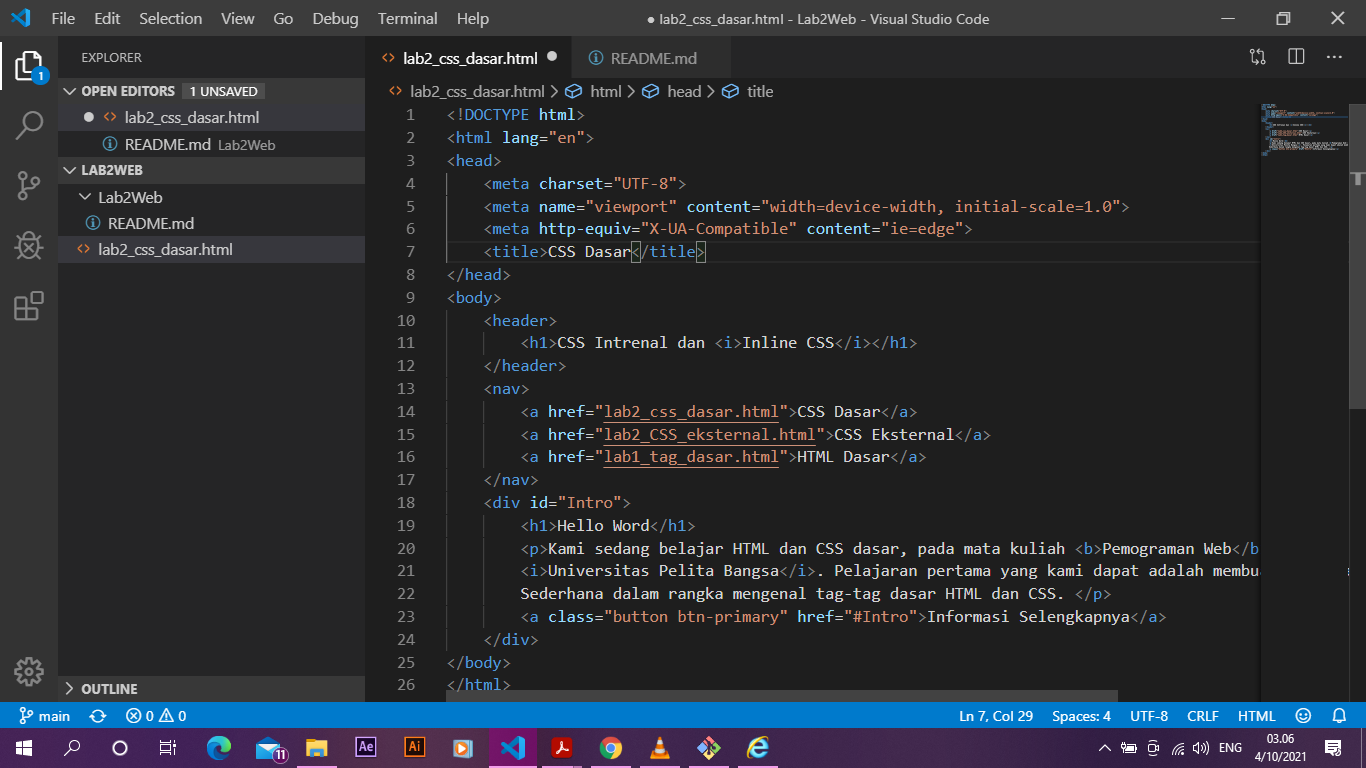 File Edit Selection View Go Debug Terminal Help
● lab2_css_dasar.html - Lab2Web - Visual Studio Code
EXPLORER
OPEN EDITORS 1 UNSAVED
lab2_css_dasar.html
README.md Lab2Web
LAB2WEB
Lab2Web
README.md
lab2_css_dasar.html
OUTLINE
1
lab2_css_dasar.html
README.md
lab2_css_dasar.html > html > head > title
1 <!DOCTYPE html>
2 <html lang="en">
3 <head>
4 <meta charset="UTF-8">
5 <meta name="viewport" content="width=device-width, initial-scale=1.0">
6 <meta http-equiv="X-UA-Compatible" content="ie=edge">
7 <title>CSS Dasar</title>
8 </head>
9 <body>
10 <header>
11 <h1>CSS Intrenal dan <i>Inline CSS</i></h1>
12 </header>
13 <nav>
14 <a href="lab2_css_dasar.html">CSS Dasar</a>
15 <a href="lab2_CSS_eksternal.html">CSS Eksternal</a>
16 <a href="lab1_tag_dasar.html">HTML Dasar</a>
17 </nav>
18 <div id="Intro">
19 <h1>Hello Word</h1>
20 <p>Kami sedang belajar HTML dan CSS dasar, pada mata kuliah <b>Pemograman Web</b
21 <i>Universitas Pelita Bangsa</i>. Pelajaran pertama yang kami dapat adalah membu
22 Sederhana dalam rangka mengenal tag-tag dasar HTML dan CSS. </p>
23 <a class="button btn-primary" href="#Intro">Informasi Selengkapnya</a>
24 </div>
25 </body>
26 </html>
main 0 0 Ln 7, Col 29 Spaces: 4 UTF-8 CRLF HTML
11 Ae Ai ENG 03.06
4/10/2021